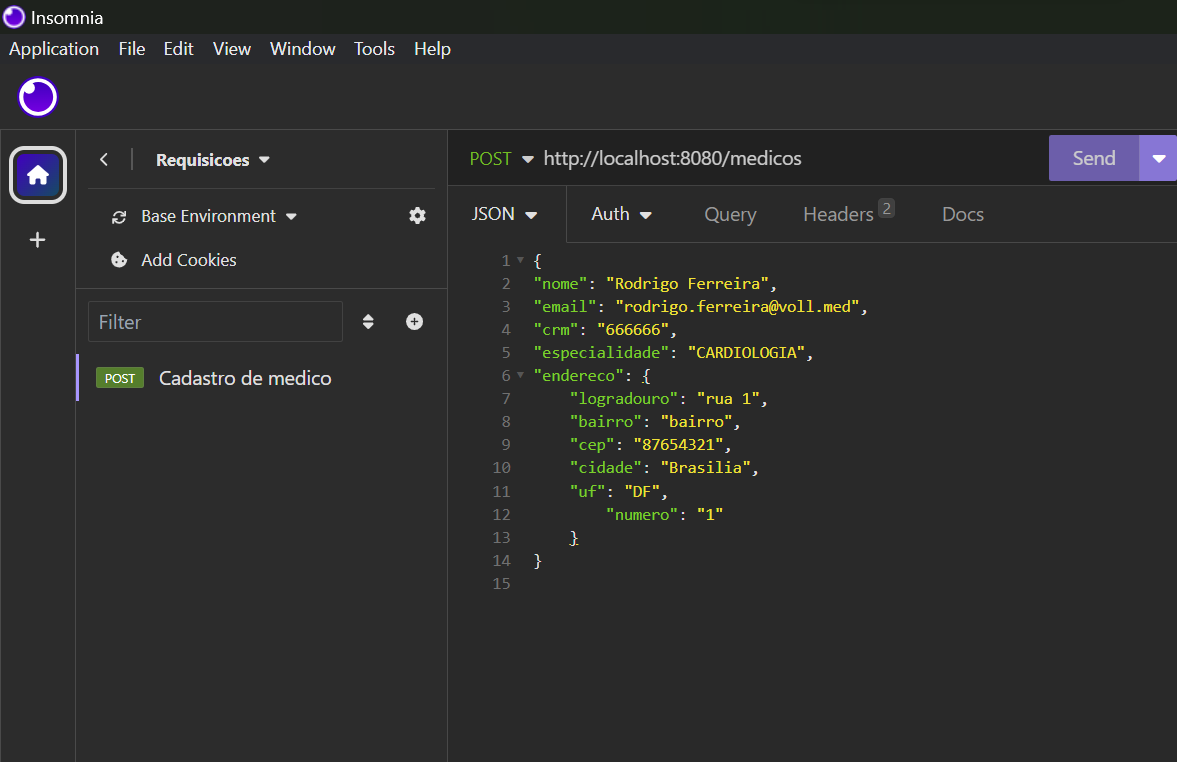 Insomnia
Application File Edit View Window Tools Help
Requisicoes
POST http://localhost:8080/medicos
Send
Base Environment
JSON Auth Query Headers 2 Docs
Add Cookies
Filter
POST Cadastro de medico
1 {
2 "nome": "Rodrigo Ferreira",
3 "email": "rodrigo.ferreira@voll.med",
4 "crm": "666666",
5 "especialidade": "CARDIOLOGIA",
6 "endereco": {
7 "logradouro": "rua 1",
8 "bairro": "bairro",
9 "cep": "87654321",
10 "cidade": "Brasilia",
11 "uf": "DF",
12 "numero": "1"
13 }
14 }
15